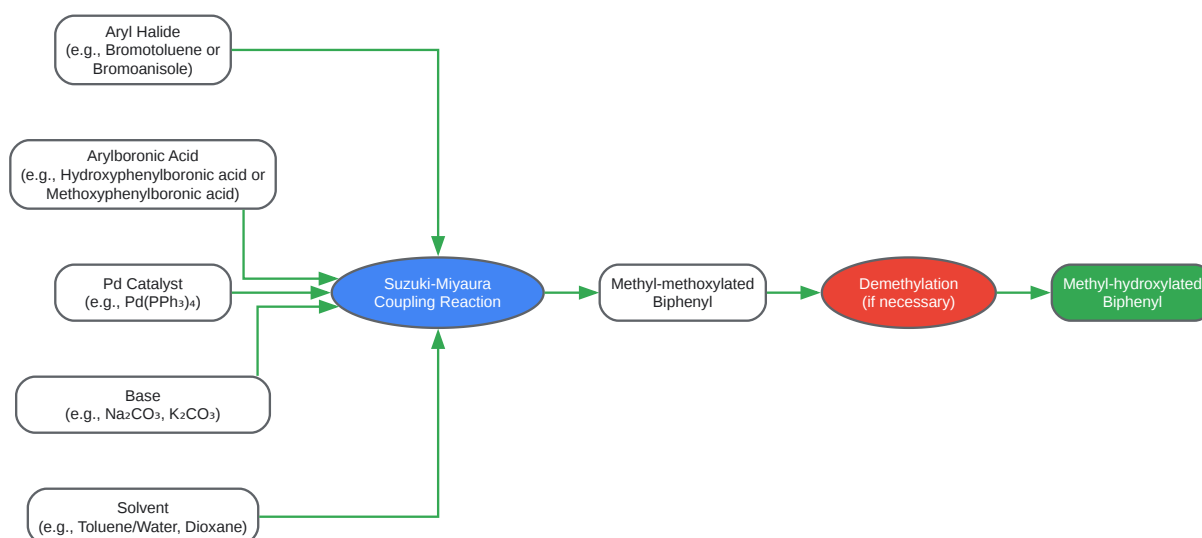 Aryl Halide
(e.g., Bromotoluene or
Bromoanisole)
Arylboronic Acid
(e.g., Hydroxyphenylboronic acid or
Methoxyphenylboronic acid)
Pd Catalyst
(e.g., Pd(PPh₃)₄)
Base
(e.g., Na₂CO₃, K₂CO₃)
Solvent
(e.g., Toluene/Water, Dioxane)
Suzuki-Miyaura
Coupling Reaction
Methyl-methoxylated
Biphenyl
Demethylation
(if necessary)
Methyl-hydroxylated
Biphenyl